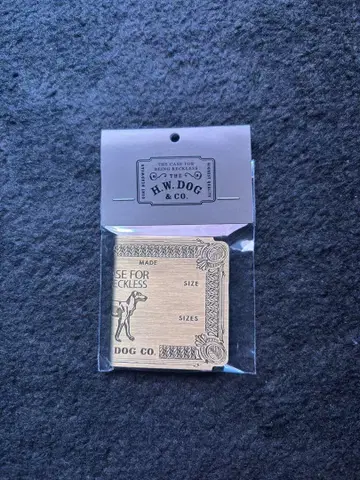 THE CASE FOR
BEING RECKLESS
THE
H.W. DOG
& CO.
MADE
SE FOR
ECKLESS
SIZE
SIZES
DOG CO.